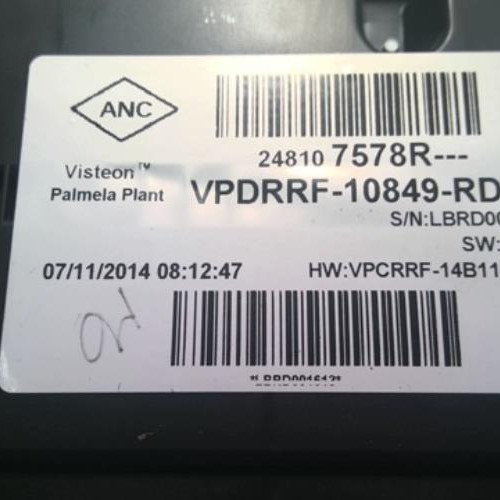 ANC
24810 7578R---
Visteon™
Palmela Plant
VPDRRF-10849-RD
S/N:LBRD00
SW:
07/11/2014 08:12:47
HW:VPCRRF-14B11